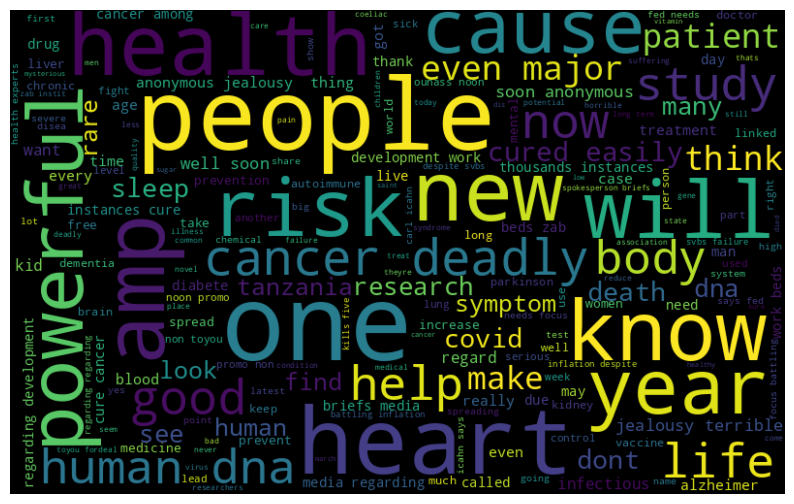 first
care
coeliac
cancer among
sick
fed needs
doctor
vitamin
health
cause
patient
drug
men
show
got
suffering
thats
liver
thank
even major
day
mysterious
zab instit
chronic
anonymous jealousy
thing
ounass noon
study
fight
soon anonymous
powerful
rare
health experts
people
age
children
world
today
potential
horrible
mental
now
many
long term
severe
disea
less
pain
treatment
linked
want
level
quality
sugar
time
well soon
share
development work
cured easily
still
every
great
prevention
autoimmune
live
thousands instances
think
sleep
risk
new
will
despite svbs
low
spokesperson briefs
case
person
right
instances cure
lot
free
deadly
take
another
illness
common
big
saint
carl icahn
beds zab
gene
state
part
died
kid
chemical
failure
treat
syndrome
long
association
svbs failure
man
high
used
amp
dementia
novel
theyre
cancer deadly
body
system
diabete
tanzania
research
parkinson
reduce
death
dna
work beds
brain
place
noon promo
one
lung
symptom
use
women
need
says fed
spread
non toyou
kills five
increase
needs focus
test
know
cure cancer
regarding regarding
regarding development
blood
promo non
condition
medical
cancer
covid
regard
serious
well
inflation despite
healthy
focus battling
look
help
make
week
year
yes
latest
find
briefs media
really due
may
kidney
good
keep
point
spreading
jealousy terrible
seem
see
human
prevent
battling inflation
icahn says
control
vaccine
come
toyou fordeal
bad
never
medicine
heart
even
dont
life
human dna
virus
lead
researchers
march
media regarding
much
called
going
infectious
name
alzheimer